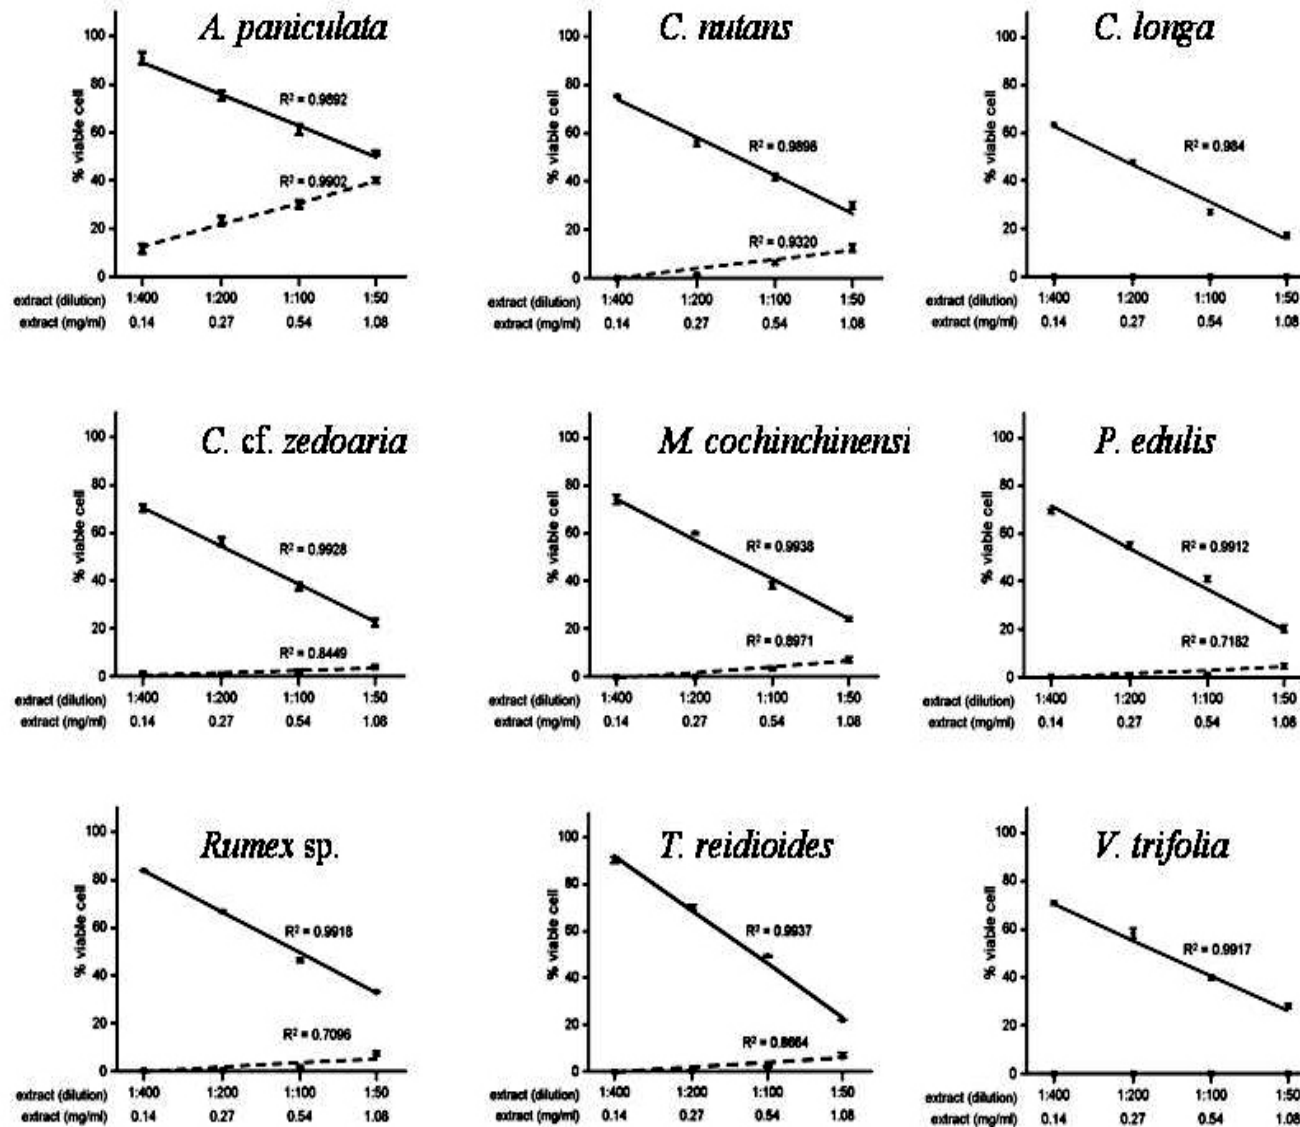 A. paniculata
100
80
60
40
20
0
% viable cell
R² = 0.9892
R² = 0.9902
extract (dilution) 1:400 1:200 1:100 1:50
extract (mg/ml) 0.14 0.27 0.54 1.08
C. nutans
100
80
60
40
20
0
% viable cell
R² = 0.9898
R² = 0.9320
extract (dilution) 1:400 1:200 1:100 1:50
extract (mg/ml) 0.14 0.27 0.54 1.08
C. longa
100
80
60
40
20
0
% viable cell
R² = 0.984
extract (dilution) 1:400 1:200 1:100 1:50
extract (mg/ml) 0.14 0.27 0.54 1.08
C. cf. zedoaria
100
80
60
40
20
0
% viable cell
R² = 0.9928
R² = 0.8449
extract (dilution) 1:400 1:200 1:100 1:50
extract (mg/ml) 0.14 0.27 0.54 1.08
M. cochinchinensi
100
80
60
40
20
0
% viable cell
R² = 0.9938
R² = 0.8971
extract (dilution) 1:400 1:200 1:100 1:50
extract (mg/ml) 0.14 0.27 0.54 1.08
P. edulis
100
80
60
40
20
0
% viable cell
R² = 0.9912
R² = 0.7182
extract (dilution) 1:400 1:200 1:100 1:50
extract (mg/ml) 0.14 0.27 0.54 1.08
Rumex sp.
100
80
60
40
20
0
% viable cell
R² = 0.9918
R² = 0.7096
extract (dilution) 1:400 1:200 1:100 1:50
extract (mg/ml) 0.14 0.27 0.54 1.08
T. reidioides
100
80
60
40
20
0
% viable cell
R² = 0.9937
R² = 0.8664
extract (dilution) 1:400 1:200 1:100 1:50
extract (mg/ml) 0.14 0.27 0.54 1.08
V. trifolia
100
80
60
40
20
0
% viable cell
R² = 0.9917
extract (dilution) 1:400 1:200 1:100 1:50
extract (mg/ml) 0.14 0.27 0.54 1.08